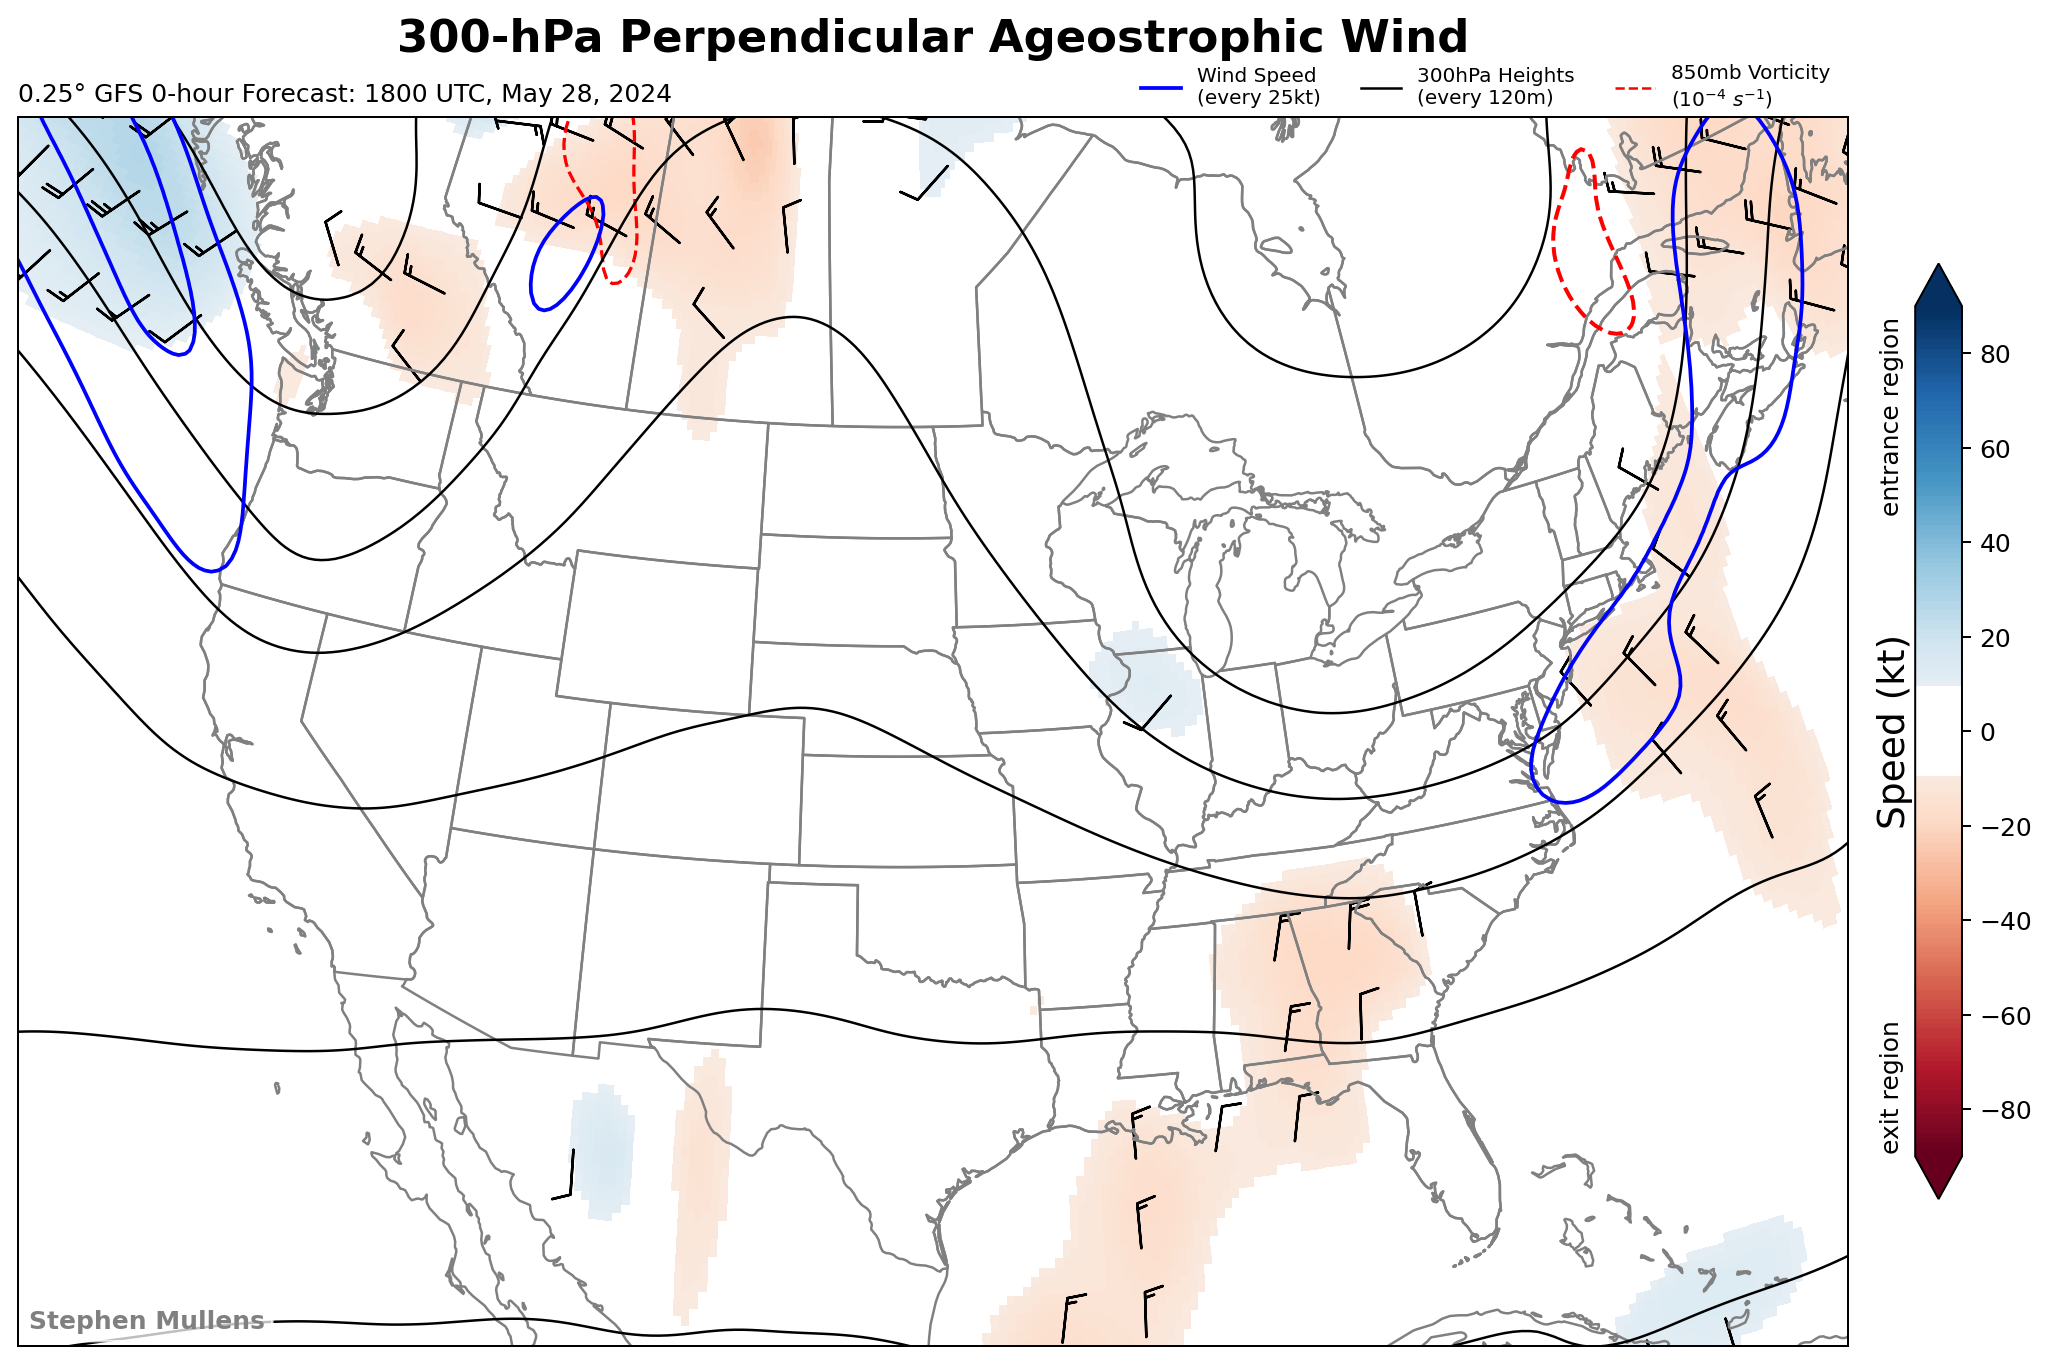 300-hPa Perpendicular Ageostrophic Wind
0.25° GFS 0-hour Forecast: 1800 UTC, May 28, 2024
Wind Speed
(every 25kt)
300hPa Heights
(every 120m)
850mb Vorticity
(10⁻⁴ s⁻¹)
entrance region
Speed (kt)
exit region
80
60
40
20
0
−20
−40
−60
−80
Stephen Mullens